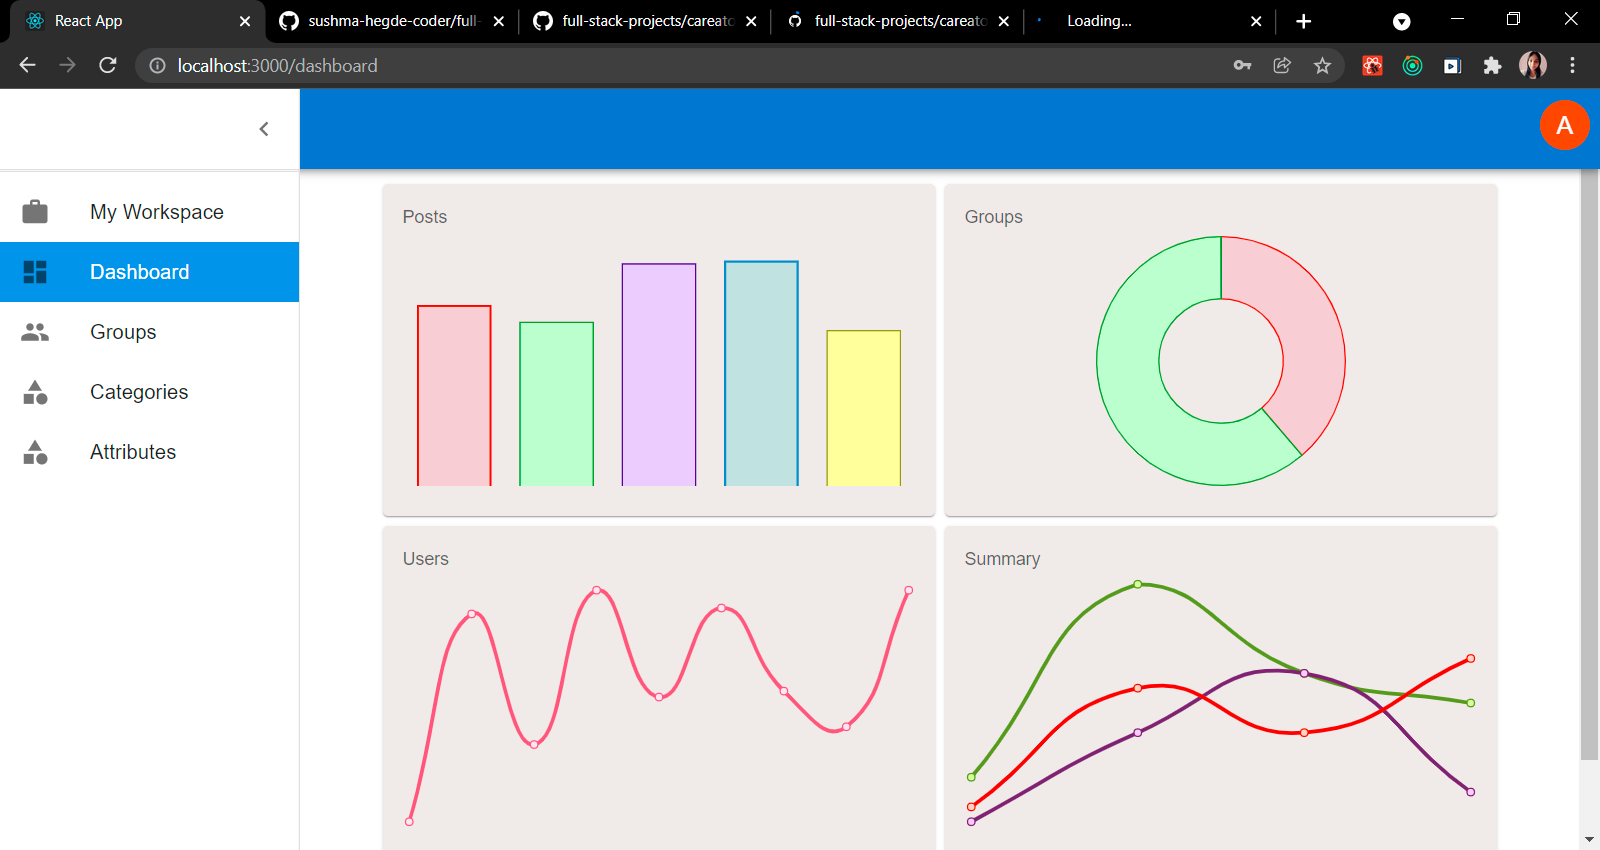 React App
sushma-hegde-coder/full-
full-stack-projects/careato
full-stack-projects/careato
Loading...
localhost:3000/dashboard
A
My Workspace
Dashboard
Groups
Categories
Attributes
Posts
Groups
Users
Summary